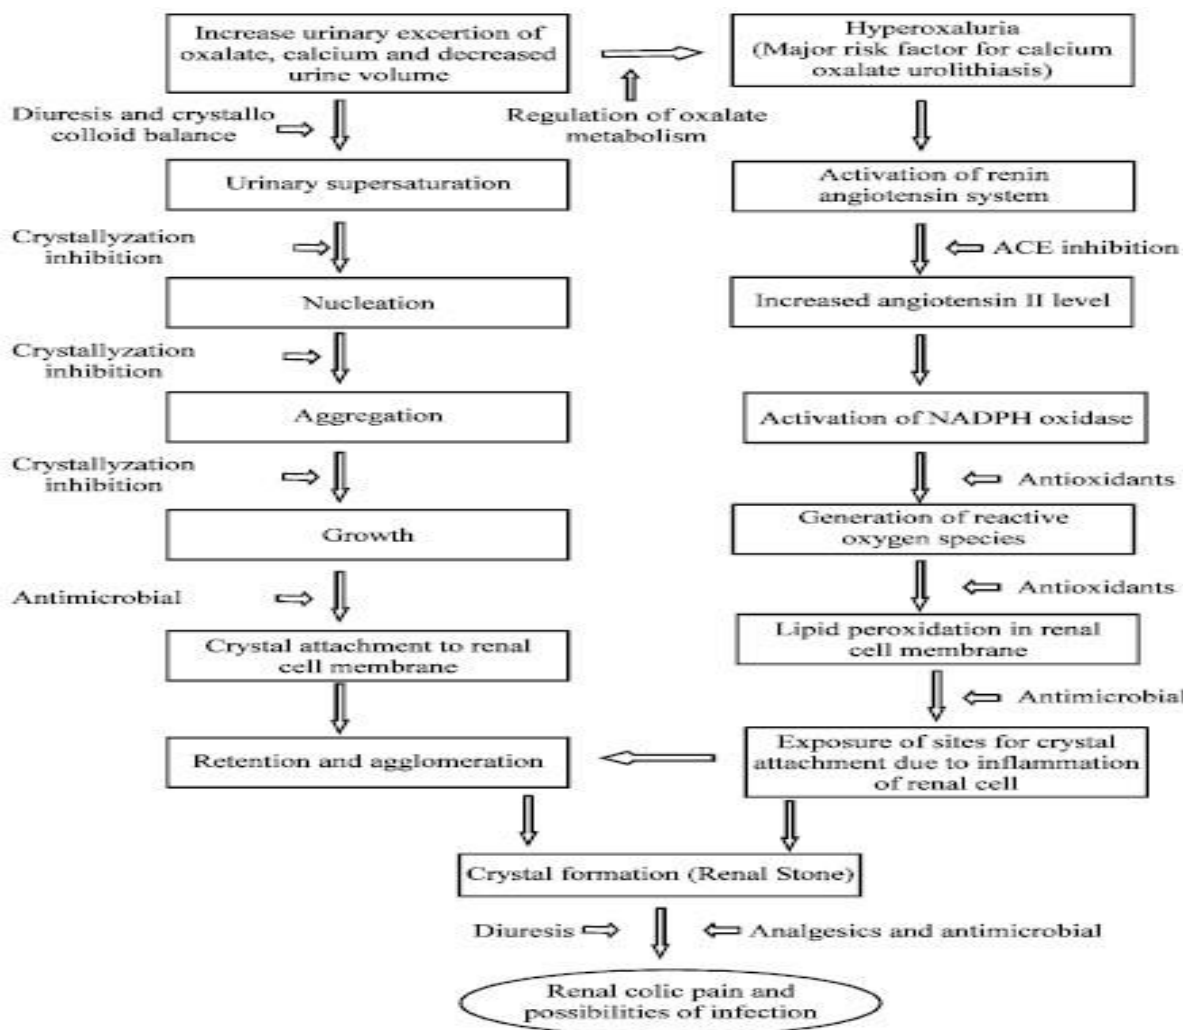 Increase urinary excertion of
oxalate, calcium and decreased
urine volume
Hyperoxaluria
(Major risk factor for calcium
oxalate urolithiasis)
Diuresis and crystallo
colloid balance
Regulation of oxalate
metabolism
Urinary supersaturation
Activation of renin
angiotensin system
Crystallyzation
inhibition
ACE inhibition
Nucleation
Increased angiotensin II level
Crystallyzation
inhibition
Aggregation
Activation of NADPH oxidase
Crystallyzation
inhibition
Antioxidants
Growth
Generation of reactive
oxygen species
Antimicrobial
Antioxidants
Crystal attachment to renal
cell membrane
Lipid peroxidation in renal
cell membrane
Antimicrobial
Retention and agglomeration
Exposure of sites for crystal
attachment due to inflammation
of renal cell
Crystal formation (Renal Stone)
Diuresis
Analgesics and antimicrobial
Renal colic pain and
possibilities of infection